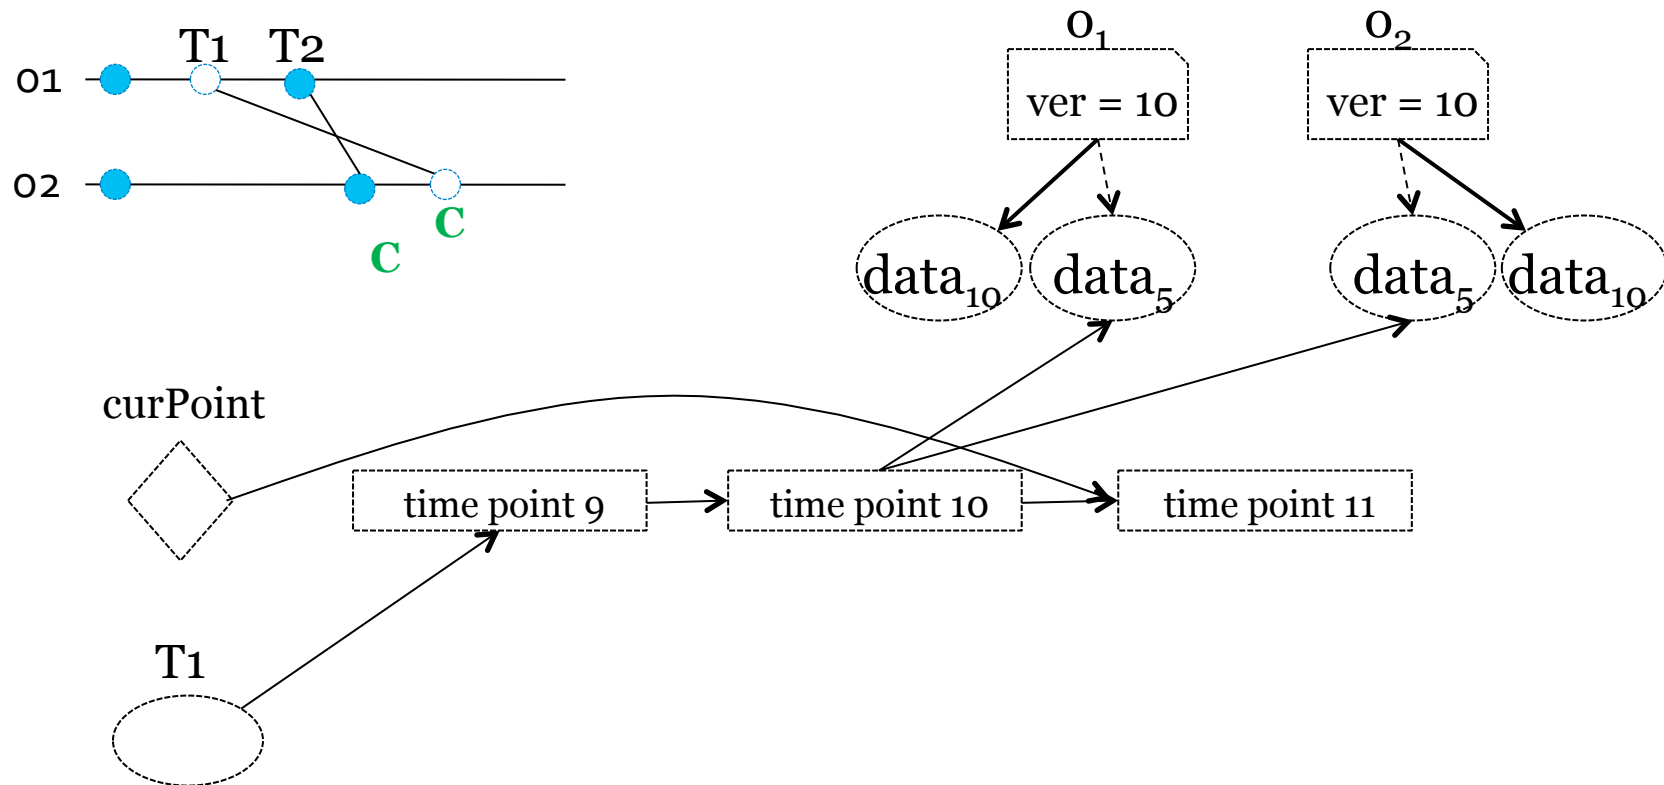 T1 T2
o1
o2
C
C
o1 o2
ver = 10 ver = 10
data10 data5 data5 data10
curPoint
time point 9 time point 10 time point 11
T1